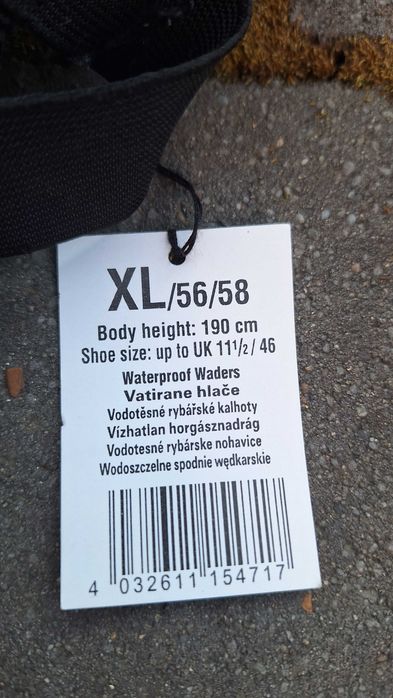 XL/56/58
Body height: 190 cm
Shoe size: up to UK 11½ / 46
Waterproof Waders
Vatirane hlače
Vodotěsné rybářské kalhoty
Vízhatlan horgásznadrág
Vodotesné rybárske nohavice
Wodoszczelne spodnie wędkarskie
4 032611 154717